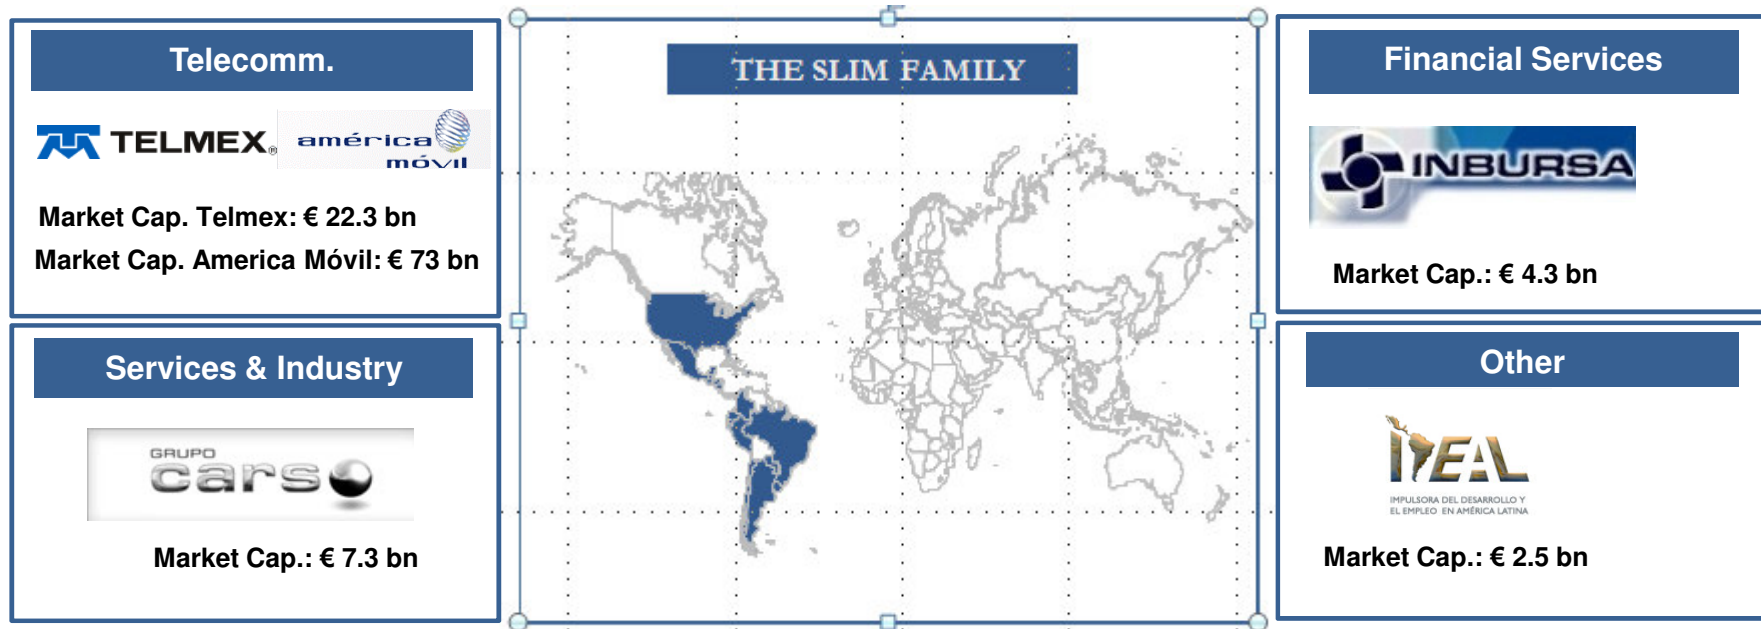 Telecomm.
TELMEX®
américa
móvil
Market Cap. Telmex: € 22.3 bn
Market Cap. America Móvil: € 73 bn
Services & Industry
GRUPO
carso
Market Cap.: € 7.3 bn
THE SLIM FAMILY
Financial Services
INBURSA
Market Cap.: € 4.3 bn
Other
IDEAL
IMPULSORA DEL DESARROLLO Y
EL EMPLEO EN AMÉRICA LATINA
Market Cap.: € 2.5 bn